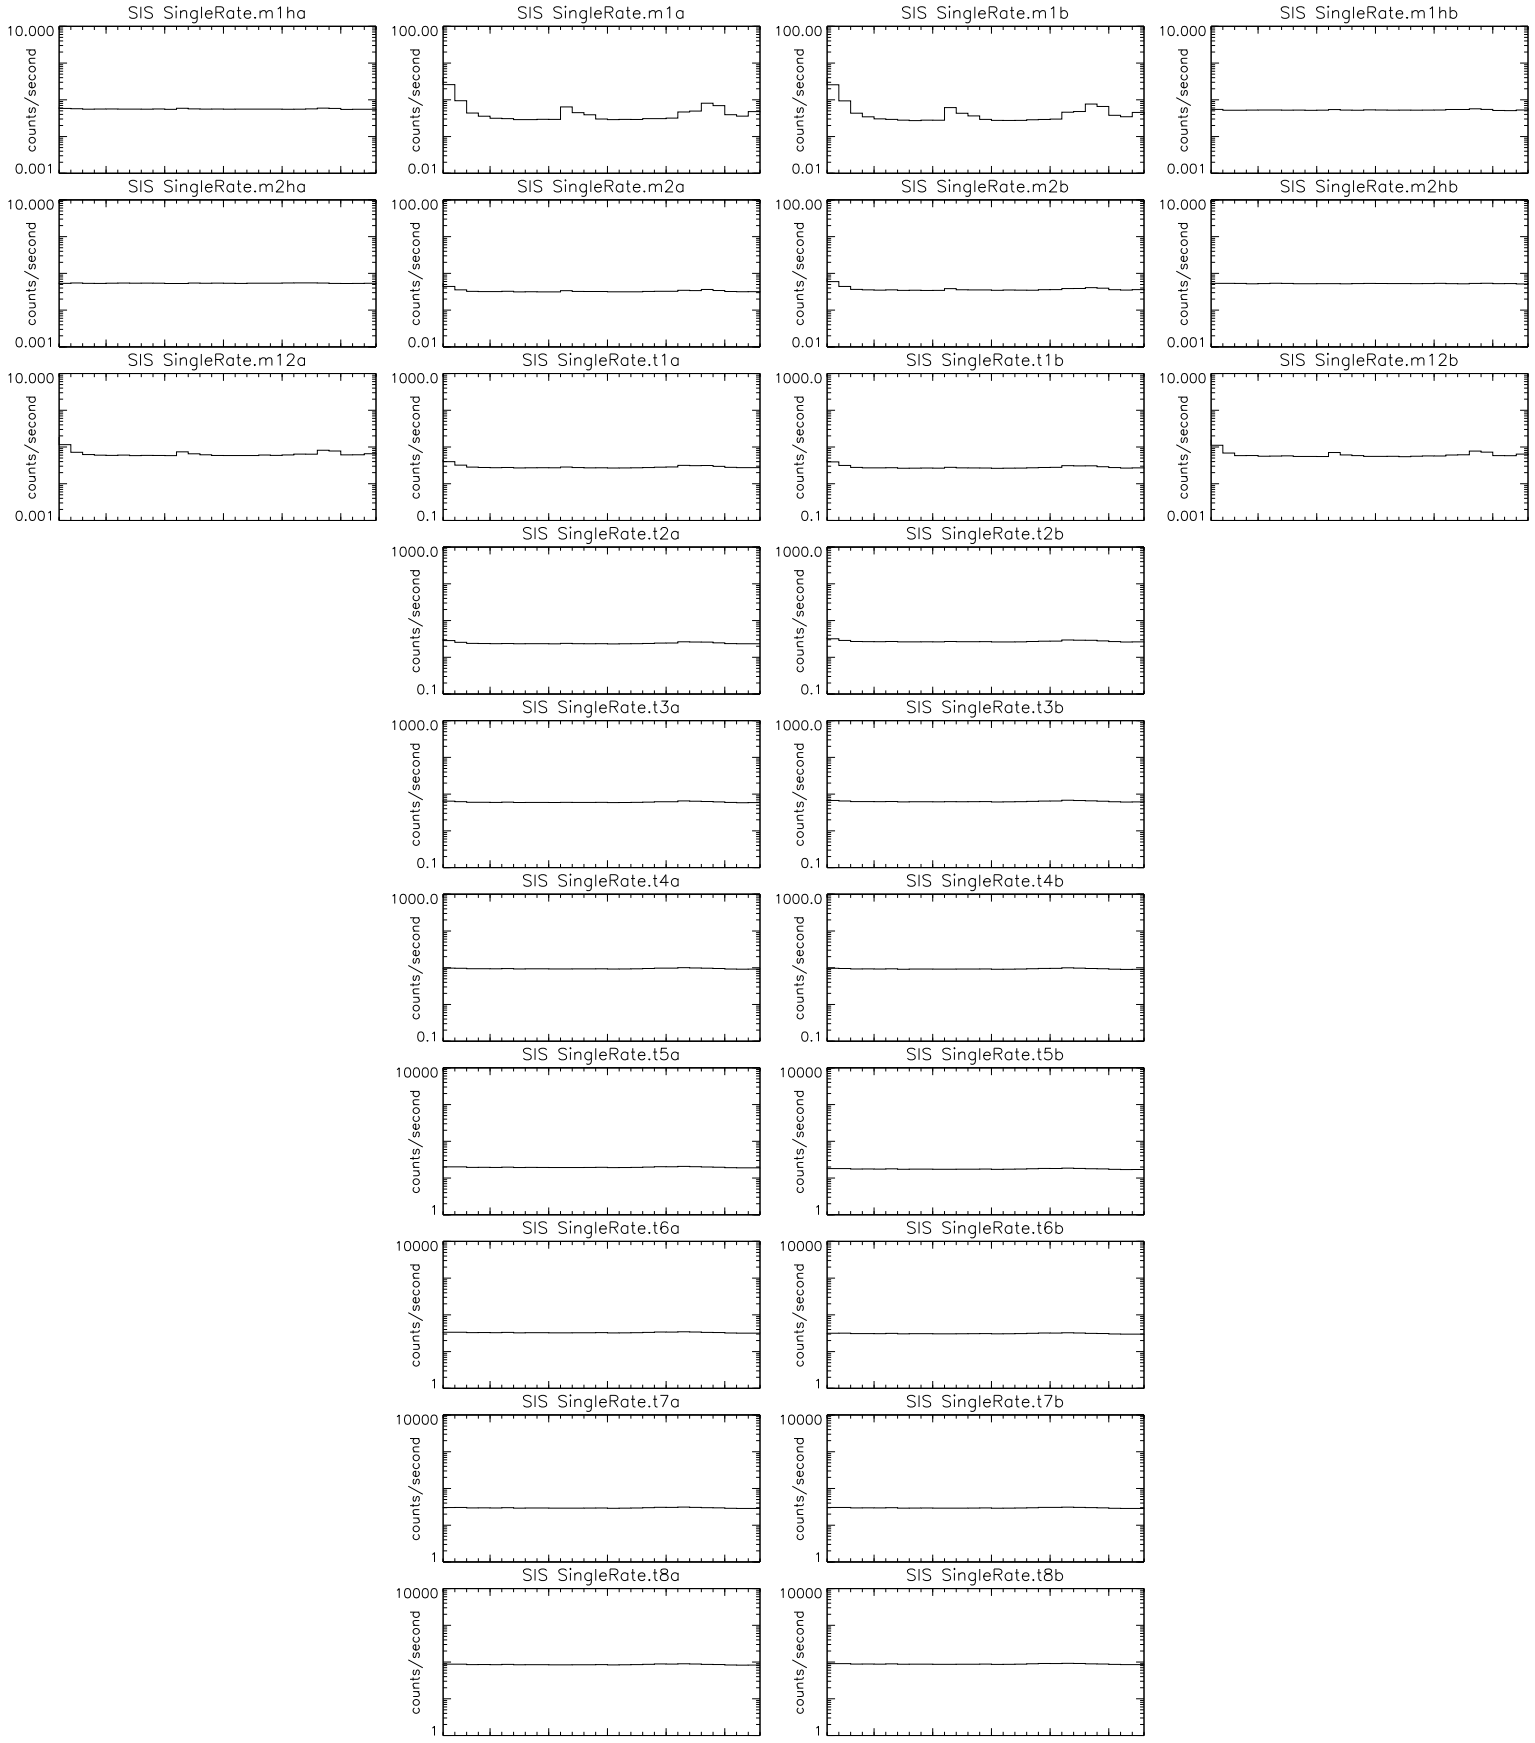 SIS SingleRate.m1ha
10.000
counts/second
0.001
SIS SingleRate.m1a
100.00
counts/second
0.01
SIS SingleRate.m1b
100.00
counts/second
0.01
SIS SingleRate.m1hb
10.000
counts/second
0.001
SIS SingleRate.m2ha
10.000
counts/second
0.001
SIS SingleRate.m2a
100.00
counts/second
0.01
SIS SingleRate.m2b
100.00
counts/second
0.01
SIS SingleRate.m2hb
10.000
counts/second
0.001
SIS SingleRate.m12a
10.000
counts/second
0.001
SIS SingleRate.t1a
1000.0
counts/second
0.1
SIS SingleRate.t1b
1000.0
counts/second
0.1
SIS SingleRate.m12b
10.000
counts/second
0.001
SIS SingleRate.t2a
1000.0
counts/second
0.1
SIS SingleRate.t2b
1000.0
counts/second
0.1
SIS SingleRate.t3a
1000.0
counts/second
0.1
SIS SingleRate.t3b
1000.0
counts/second
0.1
SIS SingleRate.t4a
1000.0
counts/second
0.1
SIS SingleRate.t4b
1000.0
counts/second
0.1
SIS SingleRate.t5a
10000
counts/second
1
SIS SingleRate.t5b
10000
counts/second
1
SIS SingleRate.t6a
10000
counts/second
1
SIS SingleRate.t6b
10000
counts/second
1
SIS SingleRate.t7a
10000
counts/second
1
SIS SingleRate.t7b
10000
counts/second
1
SIS SingleRate.t8a
10000
counts/second
1
SIS SingleRate.t8b
10000
counts/second
1